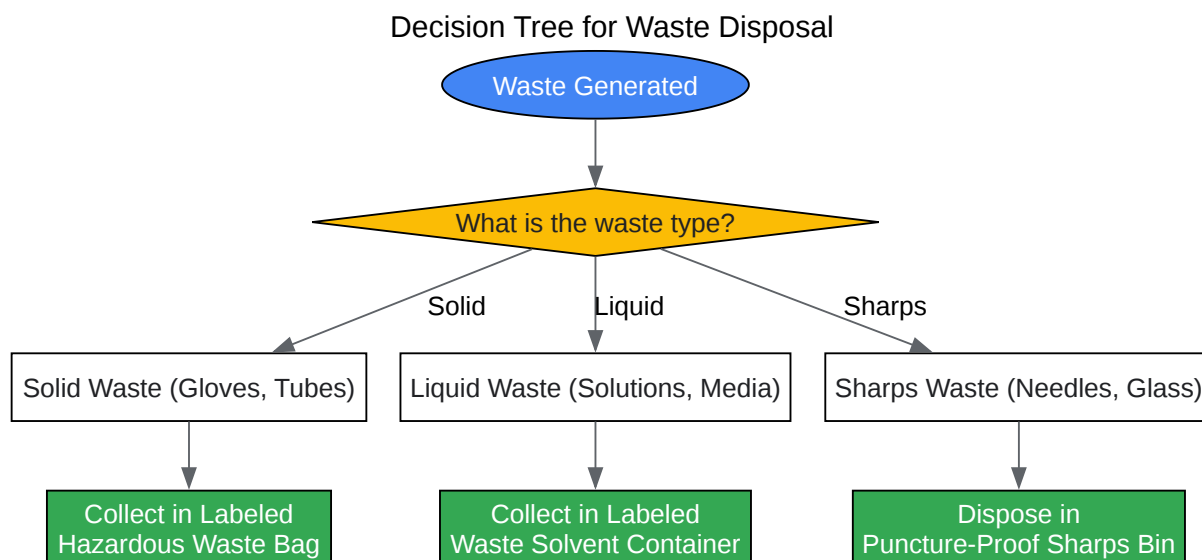 Decision Tree for Waste Disposal
Waste Generated
What is the waste type?
Solid
Liquid
Sharps
Solid Waste (Gloves, Tubes)
Liquid Waste (Solutions, Media)
Sharps Waste (Needles, Glass)
Collect in Labeled
Hazardous Waste Bag
Collect in Labeled
Waste Solvent Container
Dispose in
Puncture-Proof Sharps Bin